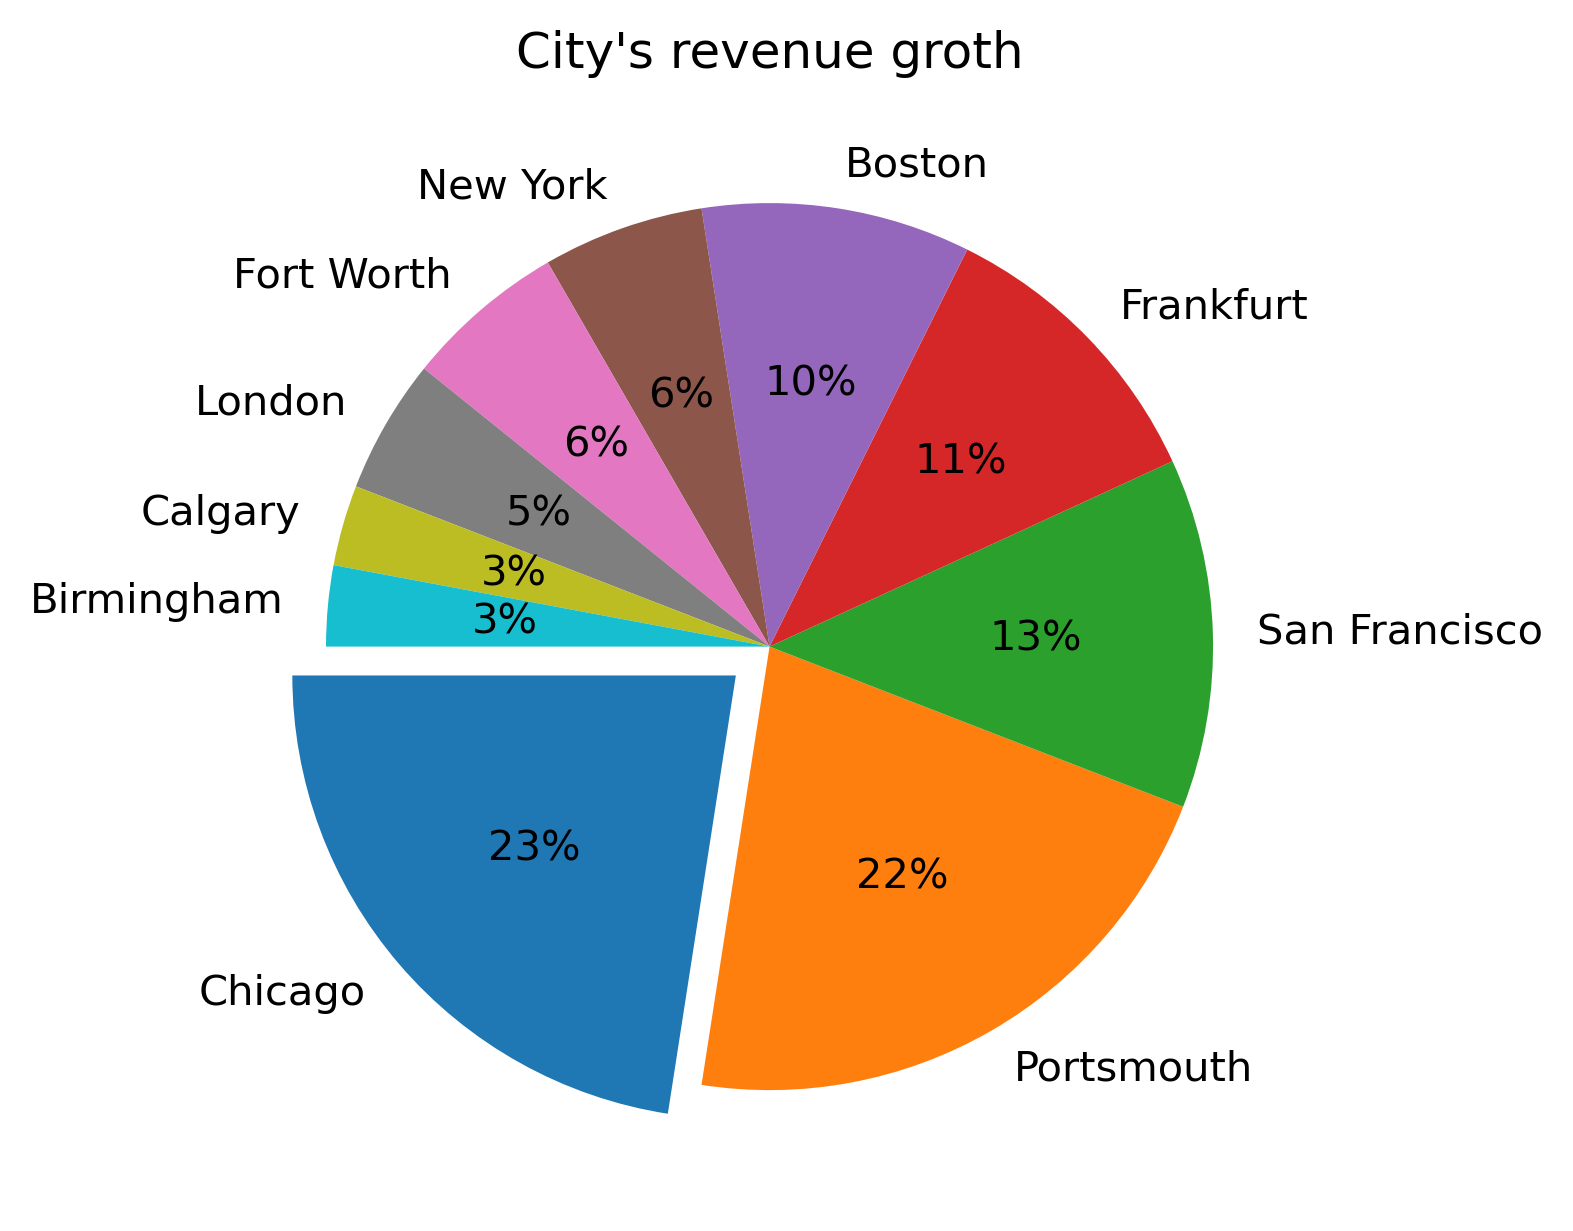 City's revenue groth
Boston
New York
Fort Worth
Frankfurt
London
10%
6%
6%
11%
Calgary
5%
3%
Birmingham
3%
13%
San Francisco
23%
22%
Chicago
Portsmouth